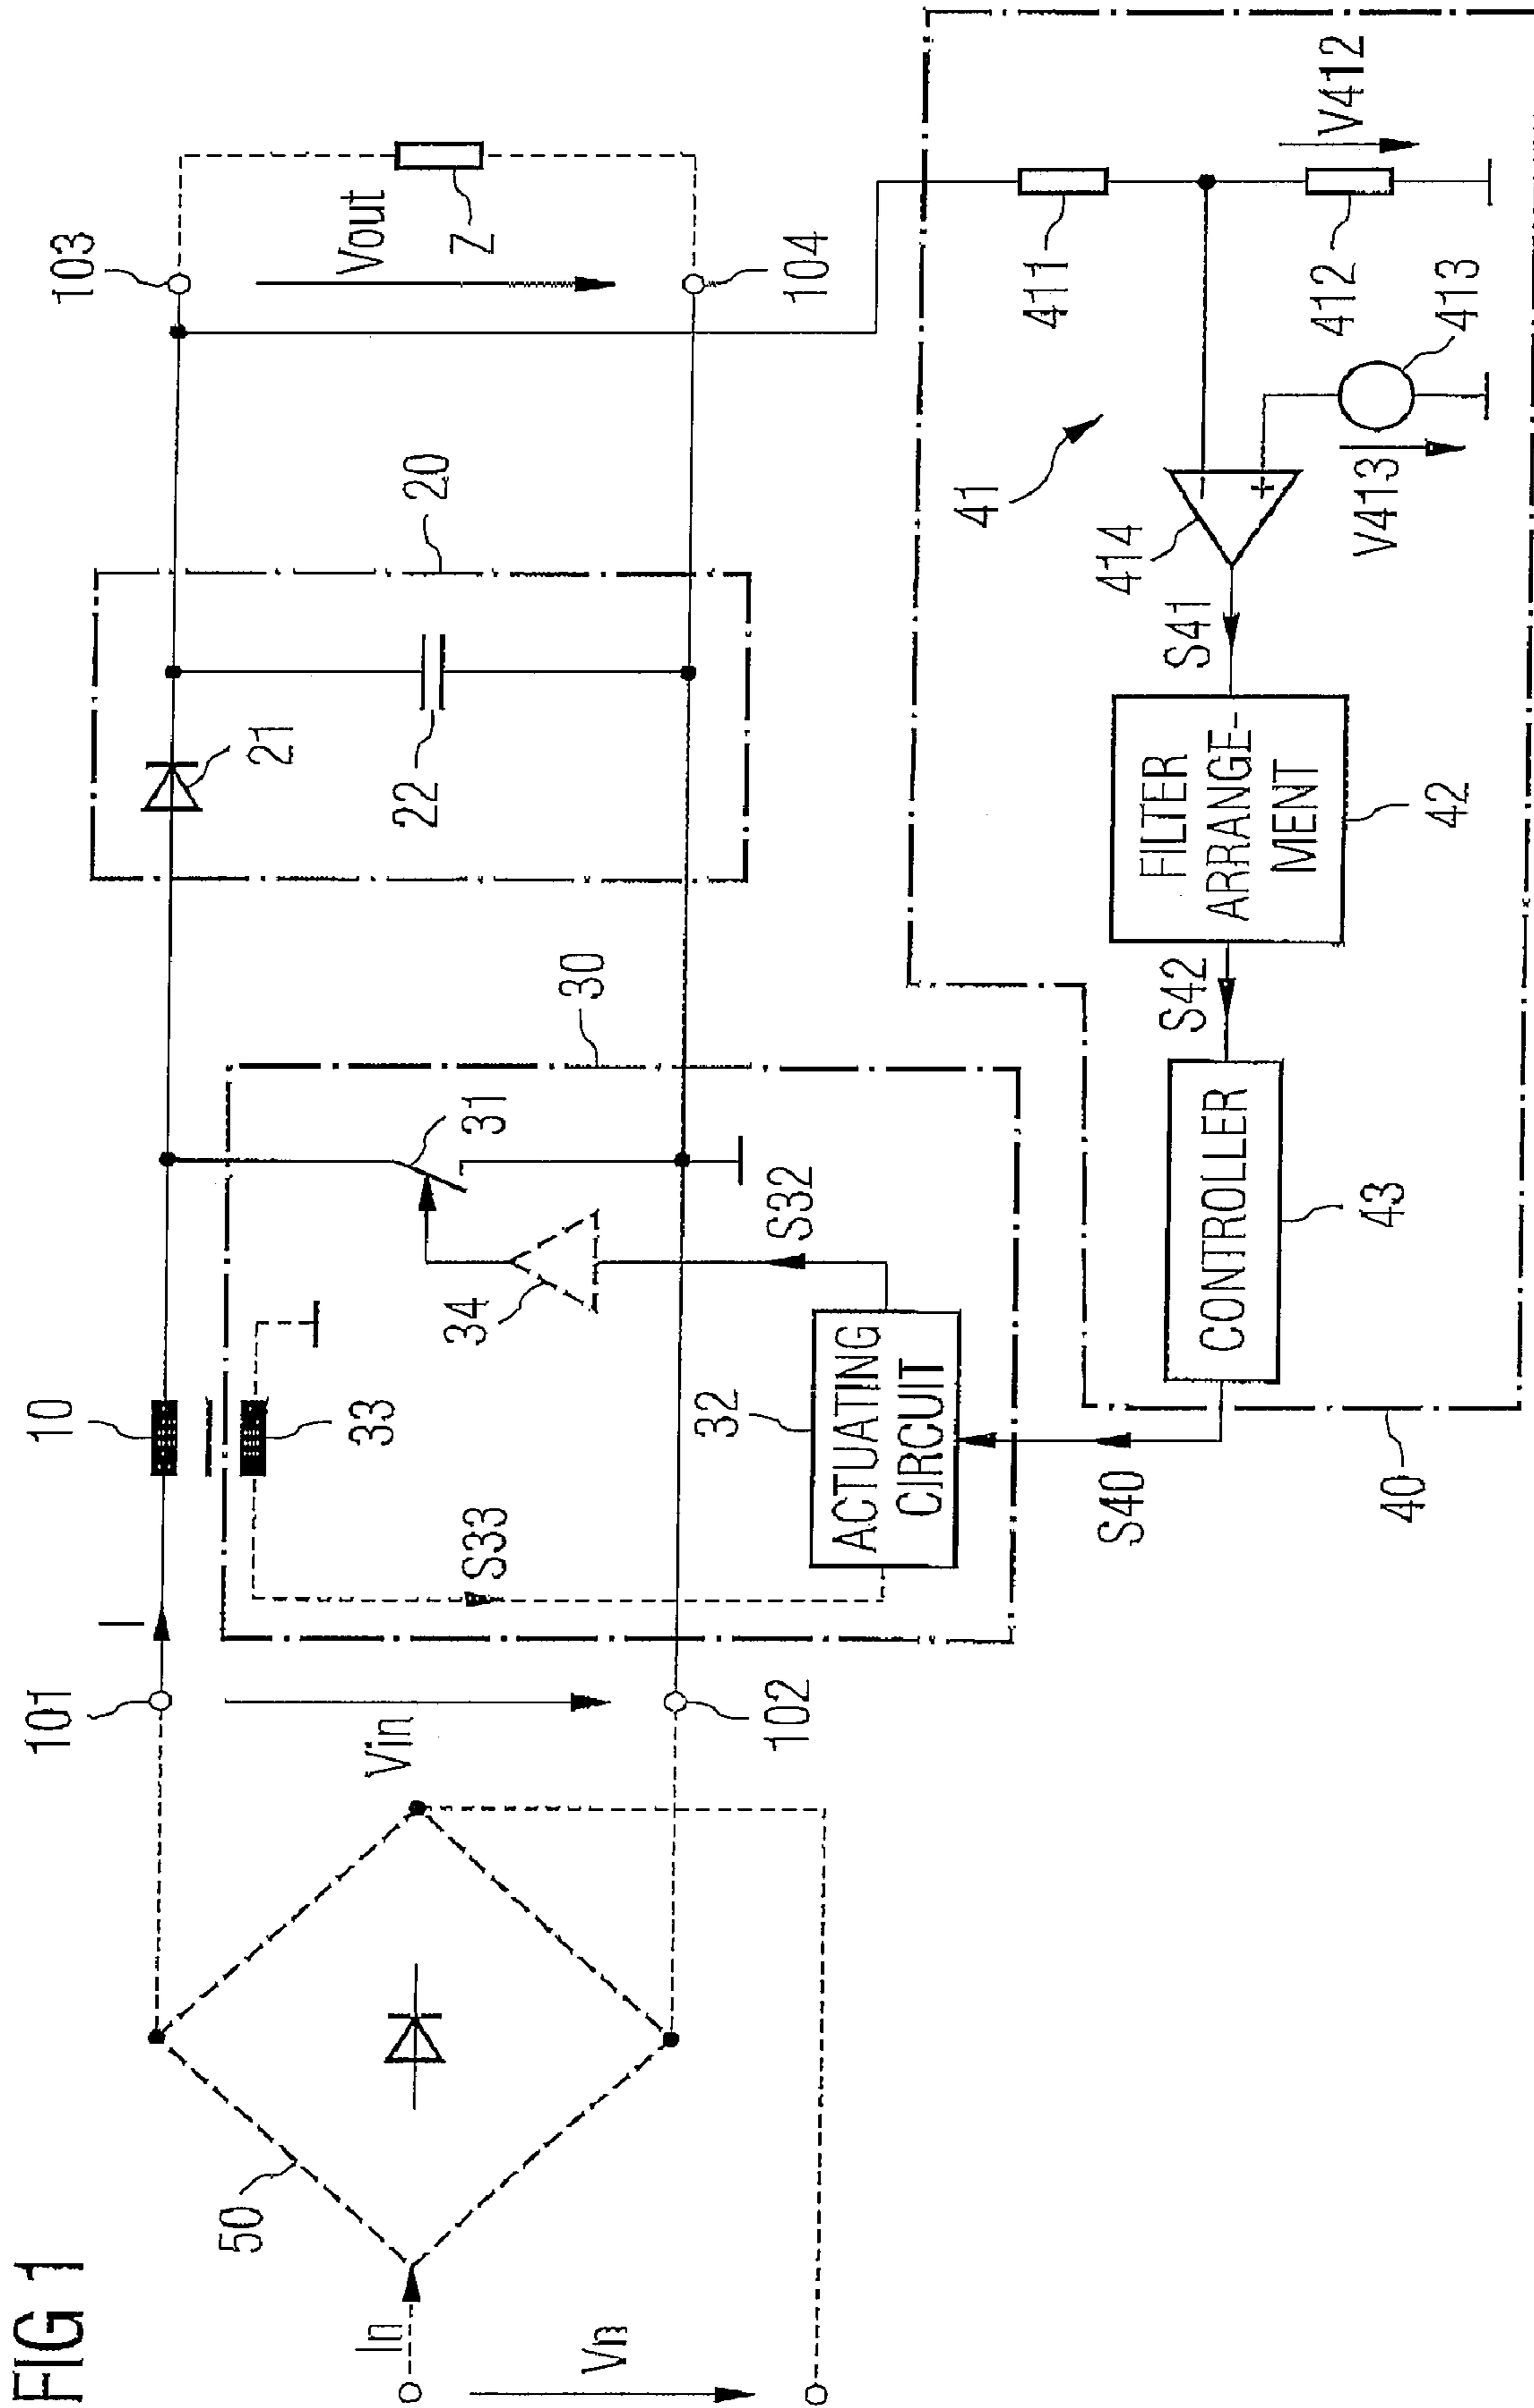 FIG 1
In
Vn
50
101
I
Vin
102
10
33
S33
34
31
30
S32
32
ACTUATING
CIRCUIT
S40
40
21
22
20
103
Vout
Z
104
41
411
412
V412
413
V413
414
S41
FILTER
ARRANGE-
MENT
42
S42
CONTROLLER
43